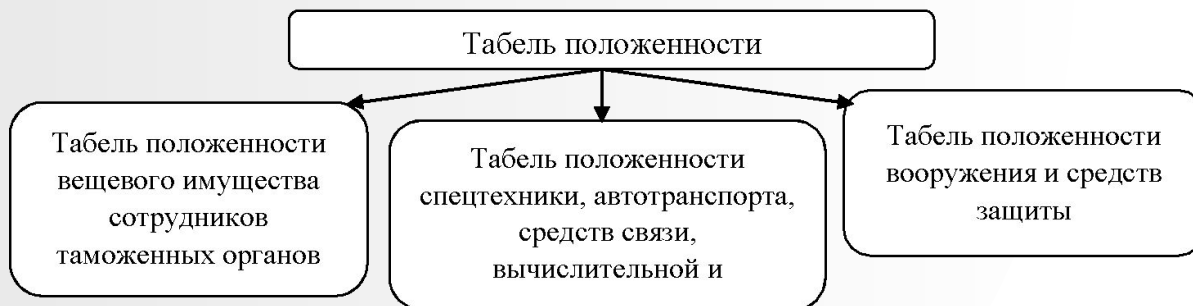 Табель положенности
Табель положенности
вещевого имущества
сотрудников
таможенных органов
Табель положенности
спецтехники, автотранспорта,
средств связи,
вычислительной и
Табель положенности
вооружения и средств
защиты